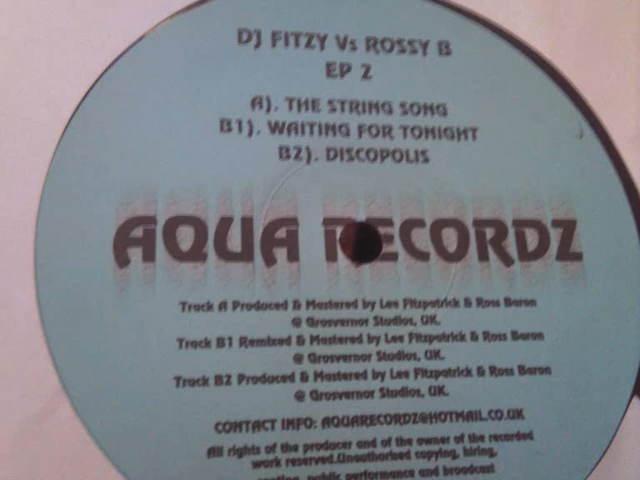 DJ FITZY Vs ROSSY B
EP 2
A). THE STRING SONG
B1). WAITING FOR TONIGHT
B2). DISCOPOLIS
AQUA RECORDZ
Track A Produced & Mastered by Lee Fitzpatrick & Ross Baron
@ Grosvernor Studios, UK.
Track B1 Remixed & Mastered by Lee Fitzpatrick & Ross Baron
@ Grosvernor Studios, UK.
Track B2 Produced & Mastered by Lee Fitzpatrick & Ross Baron
@ Grosvernor Studios, UK.
CONTACT INFO: AQUARECORDZ@HOTMAIL.CO.UK
All rights of the producer and of the owner of the recorded
work reserved.Unauthorised copying, hiring,
public performance and broadcast